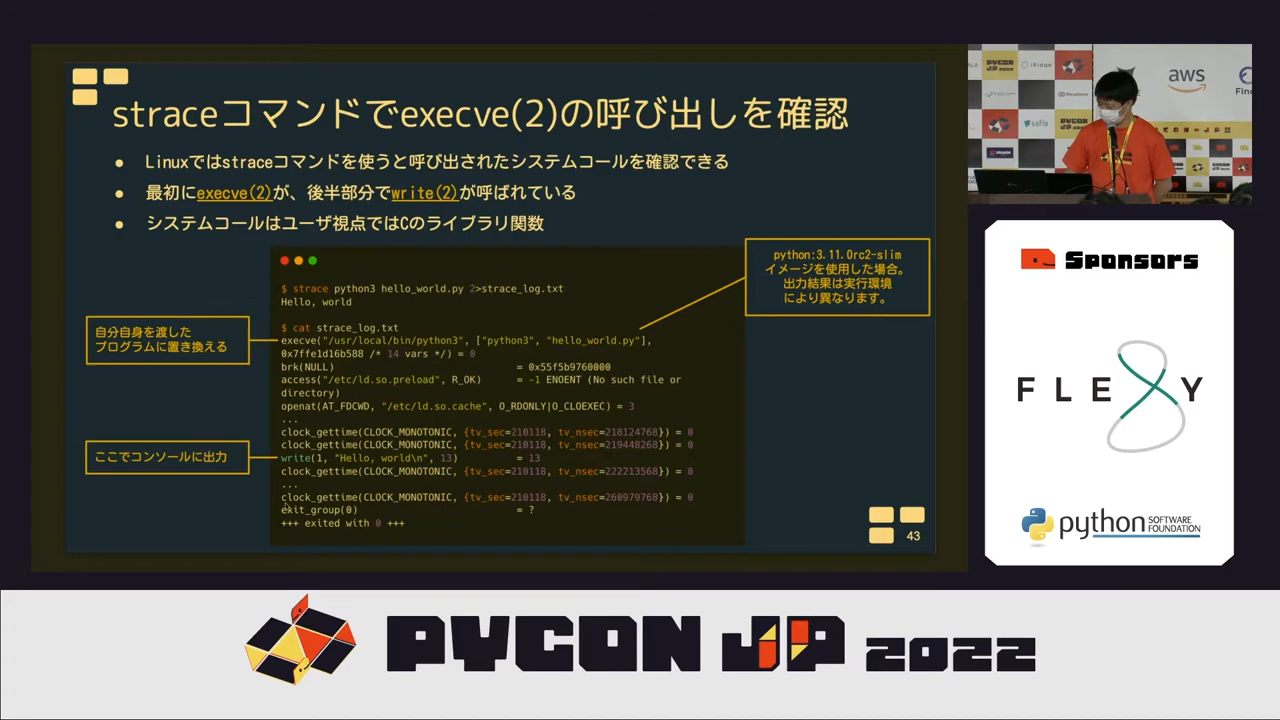 straceコマンドでexecve(2)の呼び出しを確認
● Linuxではstraceコマンドを使うと呼び出されたシステムコールを確認できる
● 最初にexecve(2)が、後半部分でwrite(2)が呼ばれている
● システムコールはユーザ視点ではCのライブラリ関数
python:3.11.0rc2-slim
イメージを使用した場合。
出力結果は実行環境
により異なります。
$ strace python3 hello_world.py 2>strace_log.txt
Hello, world
$ cat strace_log.txt
execve("/usr/local/bin/python3", ["python3", "hello_world.py"],
0x7ffe1d16b588 /* 14 vars */) = 0
brk(NULL) = 0x55f5b9760000
access("/etc/ld.so.preload", R_OK) = -1 ENOENT (No such file or
directory)
openat(AT_FDCWD, "/etc/ld.so.cache", O_RDONLY|O_CLOEXEC) = 3
...
clock_gettime(CLOCK_MONOTONIC, {tv_sec=210118, tv_nsec=218124768}) = 0
clock_gettime(CLOCK_MONOTONIC, {tv_sec=210118, tv_nsec=219448268}) = 0
write(1, "Hello, world\n", 13) = 13
clock_gettime(CLOCK_MONOTONIC, {tv_sec=210118, tv_nsec=222213568}) = 0
...
clock_gettime(CLOCK_MONOTONIC, {tv_sec=210118, tv_nsec=260979768}) = 0
exit_group(0) = ?
+++ exited with 0 +++
自分自身を渡した
プログラムに置き換える
ここでコンソールに出力
43
PYCON
JP 2022
iRidge
aws
safie
Sponsors
FLEXY
python SOFTWARE
FOUNDATION
PYCON JP 2022